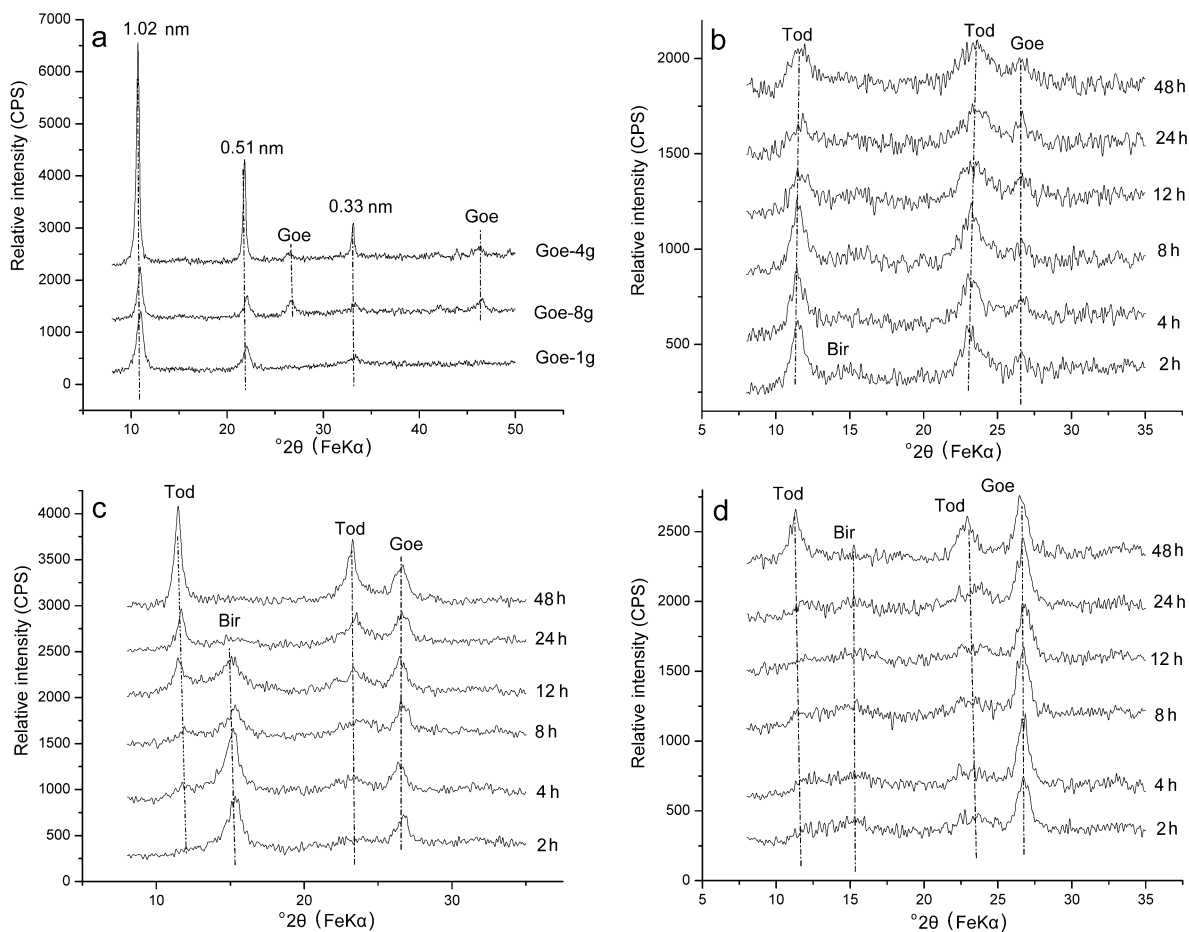 a
1.02 nm
0.51 nm
0.33 nm
Goe
Goe
Goe-4g
Goe-8g
Goe-1g
7000
6000
5000
4000
3000
2000
1000
0
10
20
30
40
50
Relative intensity (CPS)
°2θ (FeKα)
b
Tod
Tod
Goe
Bir
48 h
24 h
12 h
8 h
4 h
2 h
2000
1500
1000
500
5
10
15
20
25
30
35
Relative intensity (CPS)
°2θ (FeKα)
c
Tod
Tod
Goe
Bir
48 h
24 h
12 h
8 h
4 h
2 h
4000
3500
3000
2500
2000
1500
1000
500
0
10
20
30
Relative intensity (CPS)
°2θ (FeKα)
d
Tod
Bir
Tod
Goe
48 h
24 h
12 h
8 h
4 h
2 h
2500
2000
1500
1000
500
0
5
10
15
20
25
30
35
Relative intensity (CPS)
°2θ (FeKα)